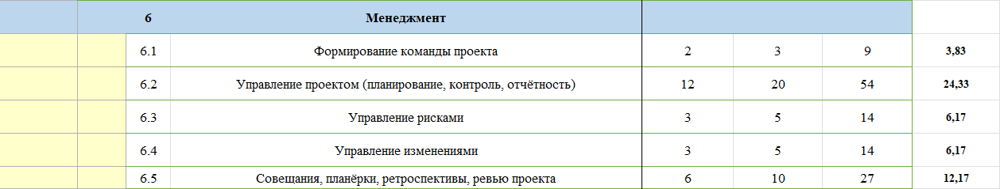 6 Менеджмент
6.1 Формирование команды проекта 2 3 9 3,83
6.2 Управление проектом (планирование, контроль, отчётность) 12 20 54 24,33
6.3 Управление рисками 3 5 14 6,17
6.4 Управление изменениями 3 5 14 6,17
6.5 Совещания, планёрки, ретроспективы, ревью проекта 6 10 27 12,17